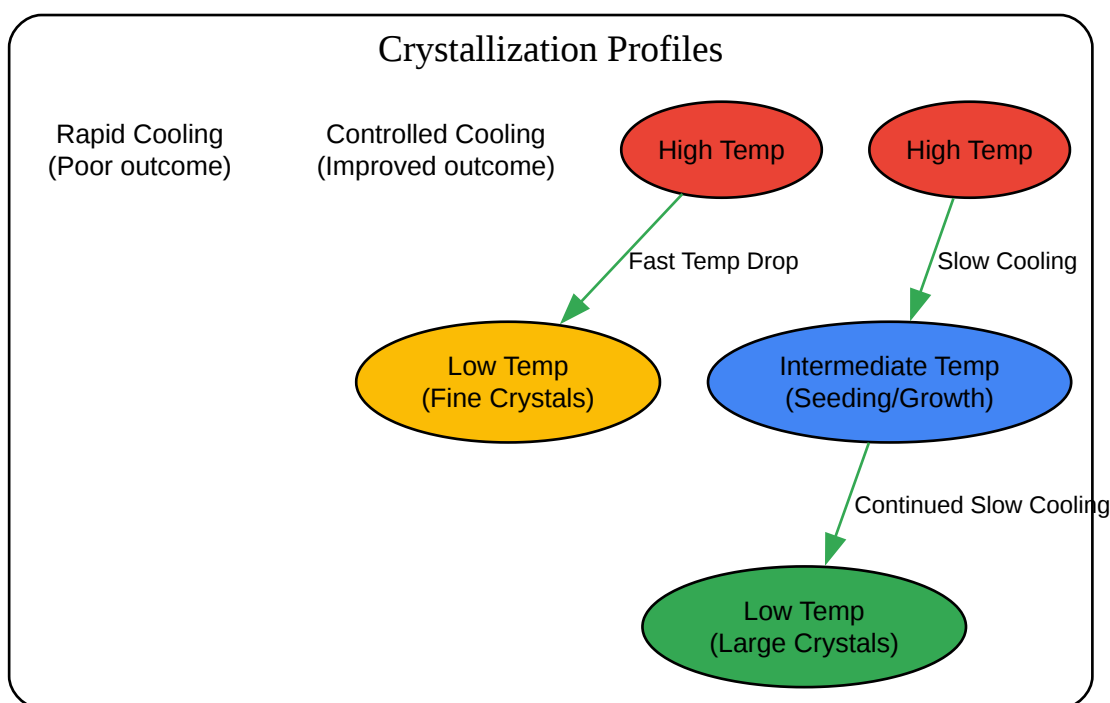 Crystallization Profiles
Rapid Cooling
(Poor outcome)
Controlled Cooling
(Improved outcome)
High Temp
High Temp
Fast Temp Drop
Slow Cooling
Low Temp
(Fine Crystals)
Intermediate Temp
(Seeding/Growth)
Continued Slow Cooling
Low Temp
(Large Crystals)